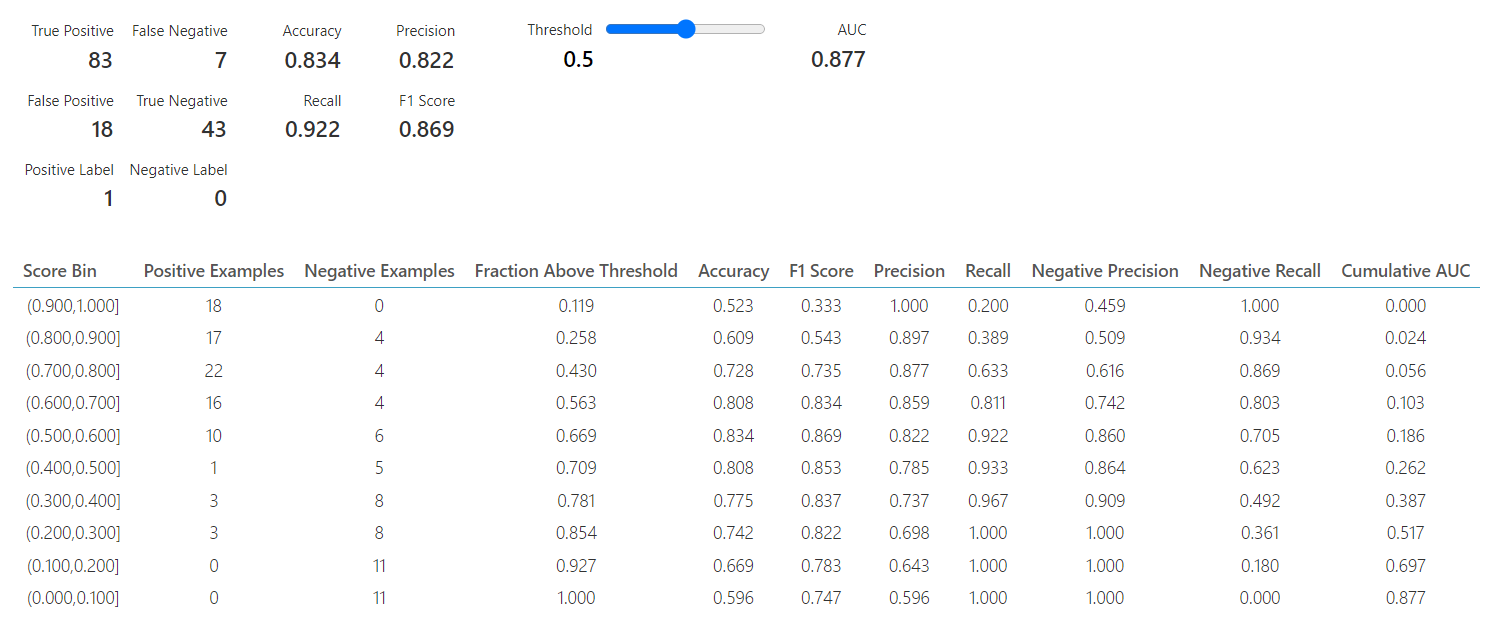 True Positive False Negative Accuracy Precision Threshold AUC
83 7 0.834 0.822 0.5 0.877
False Positive True Negative Recall F1 Score
18 43 0.922 0.869
Positive Label Negative Label
1 0
Score Bin Positive Examples Negative Examples Fraction Above Threshold Accuracy F1 Score Precision Recall Negative Precision Negative Recall Cumulative AUC
(0.900,1.000] 18 0 0.119 0.523 0.333 1.000 0.200 0.459 1.000 0.000
(0.800,0.900] 17 4 0.258 0.609 0.543 0.897 0.389 0.509 0.934 0.024
(0.700,0.800] 22 4 0.430 0.728 0.735 0.877 0.633 0.616 0.869 0.056
(0.600,0.700] 16 4 0.563 0.808 0.834 0.859 0.811 0.742 0.803 0.103
(0.500,0.600] 10 6 0.669 0.834 0.869 0.822 0.922 0.860 0.705 0.186
(0.400,0.500] 1 5 0.709 0.808 0.853 0.785 0.933 0.864 0.623 0.262
(0.300,0.400] 3 8 0.781 0.775 0.837 0.737 0.967 0.909 0.492 0.387
(0.200,0.300] 3 8 0.854 0.742 0.822 0.698 1.000 1.000 0.361 0.517
(0.100,0.200] 0 11 0.927 0.669 0.783 0.643 1.000 1.000 0.180 0.697
(0.000,0.100] 0 11 1.000 0.596 0.747 0.596 1.000 1.000 0.000 0.877